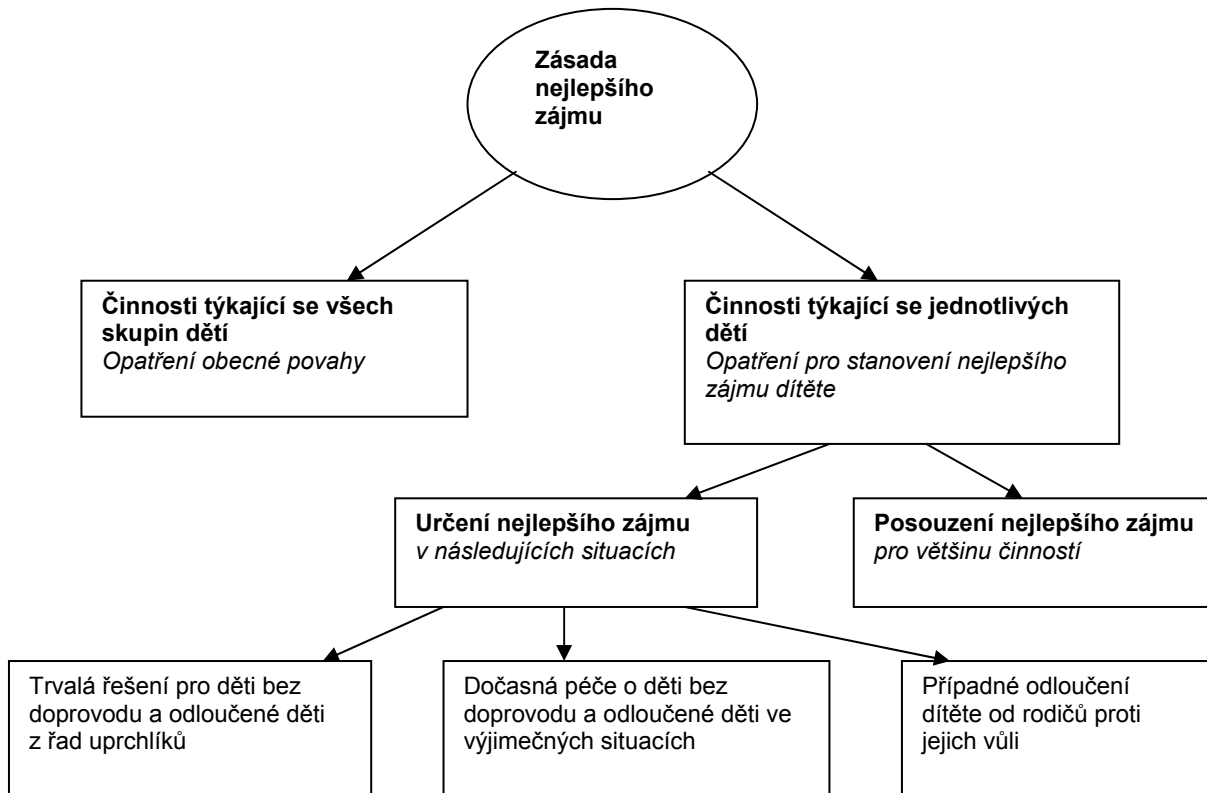 Zásada
nejlepšího
zájmu
Činnosti týkající se všech
skupin dětí
Opatření obecné povahy
Činnosti týkající se jednotlivých
dětí
Opatření pro stanovení nejlepšího
zájmu dítěte
Určení nejlepšího zájmu
v následujících situacích
Posouzení nejlepšího zájmu
pro většinu činností
Trvalá řešení pro děti bez
doprovodu a odloučené děti
z řad uprchlíků
Dočasná péče o děti bez
doprovodu a odloučené děti ve
výjimečných situacích
Případné odloučení
dítěte od rodičů proti
jejich vůli